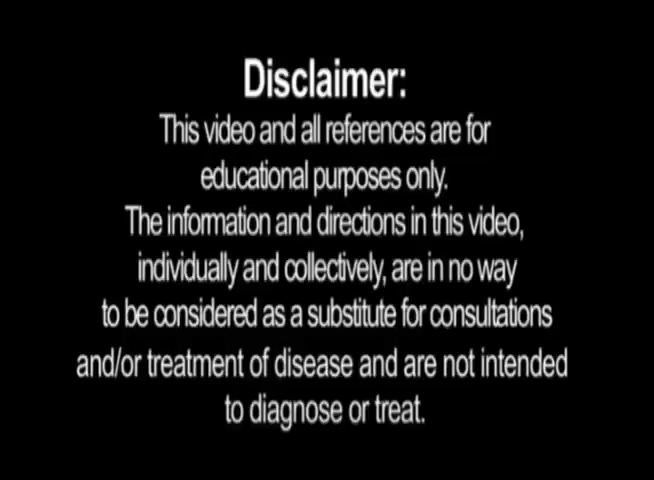 Disclaimer:
This video and all references are for
educational purposes only.
The information and directions in this video,
individually and collectively, are in no way
to be considered as a substitute for consultations
and/or treatment of disease and are not intended
to diagnose or treat.